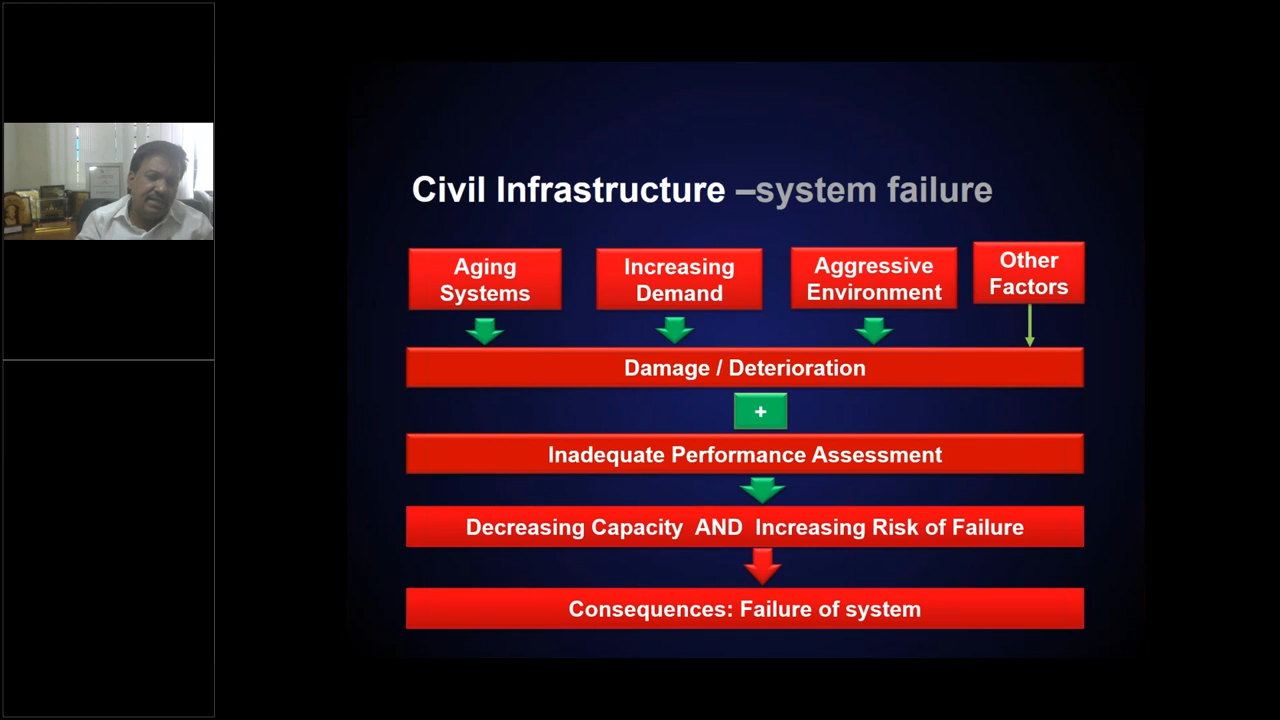 Civil Infrastructure –system failure
Aging
Systems
Increasing
Demand
Aggressive
Environment
Other
Factors
Damage / Deterioration
+
Inadequate Performance Assessment
Decreasing Capacity AND Increasing Risk of Failure
Consequences: Failure of system